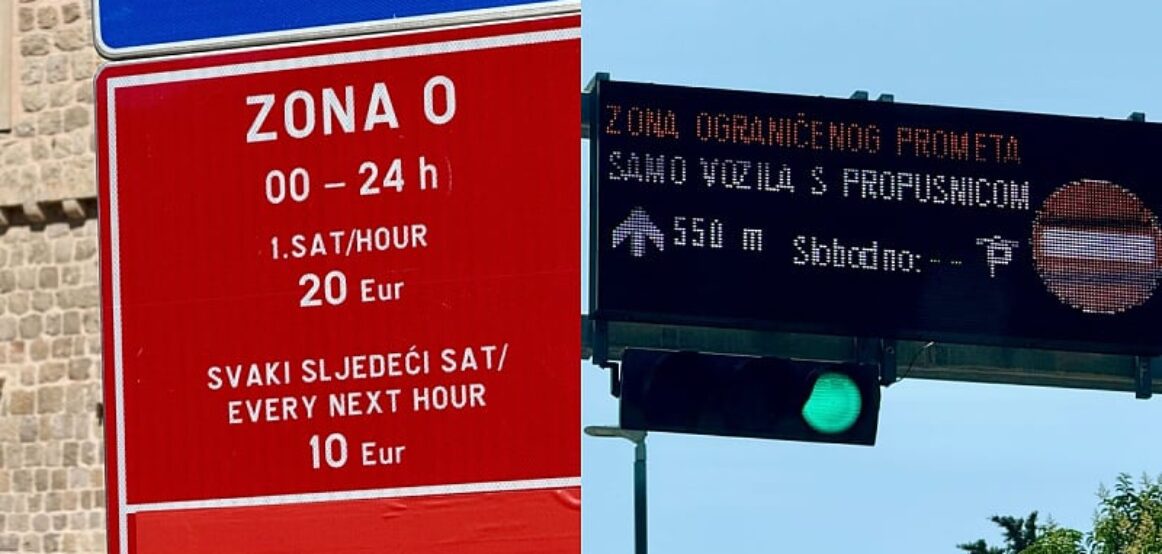 ZONA 0
00 – 24 h
1.SAT/HOUR
20 Eur
SVAKI SLJEDEĆI SAT/
EVERY NEXT HOUR
10 Eur
ZONA OGRANIČENOG PROMETA
SAMO VOZILA S PROPUSNICOM
550 m Slobodno: -- P